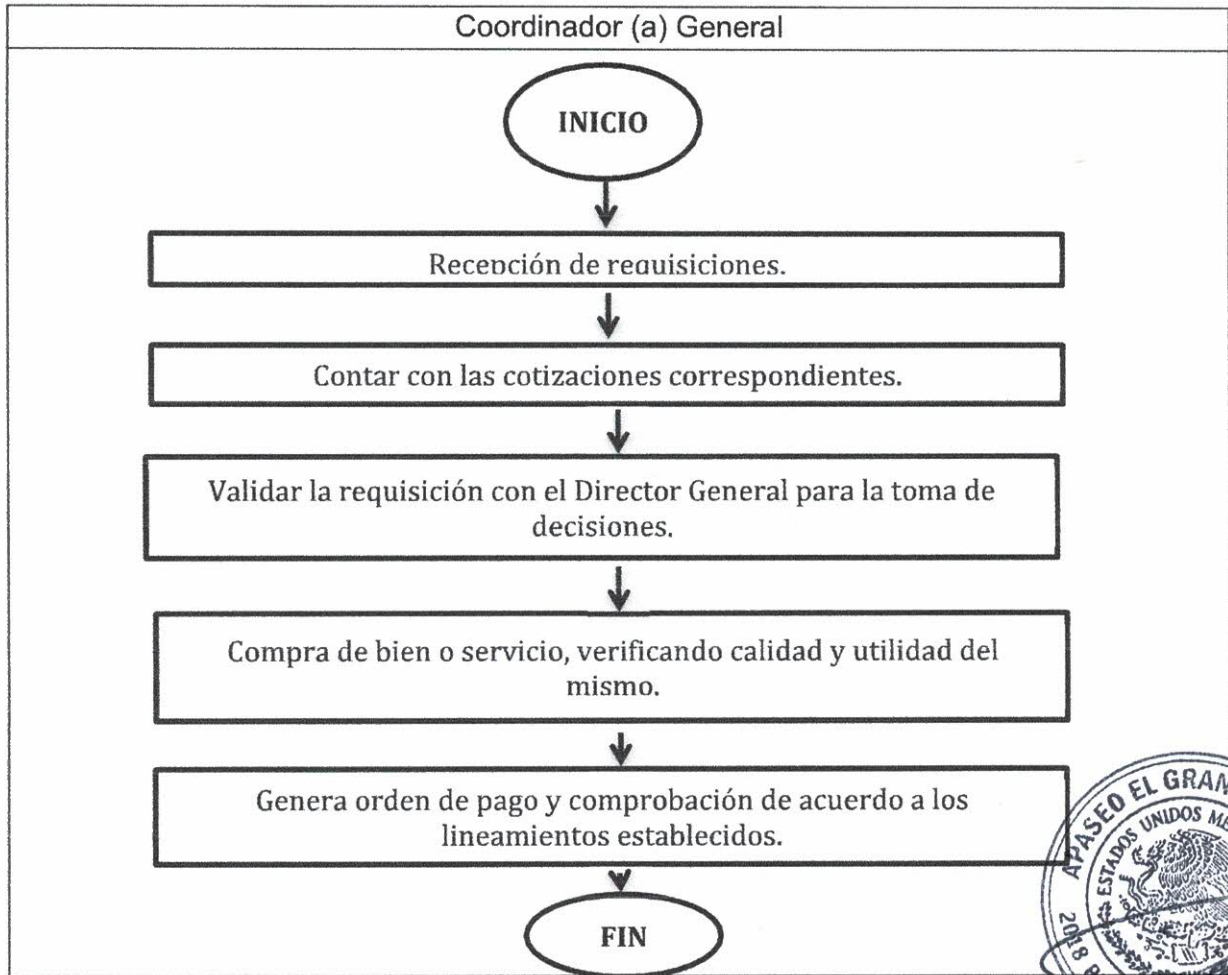 Coordinador (a) General
INICIO
Recepción de requisiciones.
Contar con las cotizaciones correspondientes.
Validar la requisición con el Director General para la toma de
decisiones.
Compra de bien o servicio, verificando calidad y utilidad del
mismo.
Genera orden de pago y comprobación de acuerdo a los
lineamientos establecidos.
FIN
APASEO EL GRAN
ESTADOS UNIDOS ME
2018